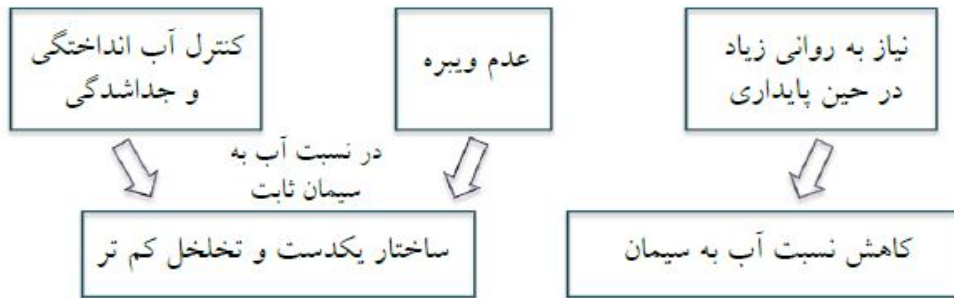 نیاز به روانی زیاد
در حین پایداری
عدم ویبره
کنترل آب انداختگی
و جداشدگی
در نسبت آب به
سیمان ثابت
کاهش نسبت آب به سیمان
ساختار یکدست و تخلخل کم تر